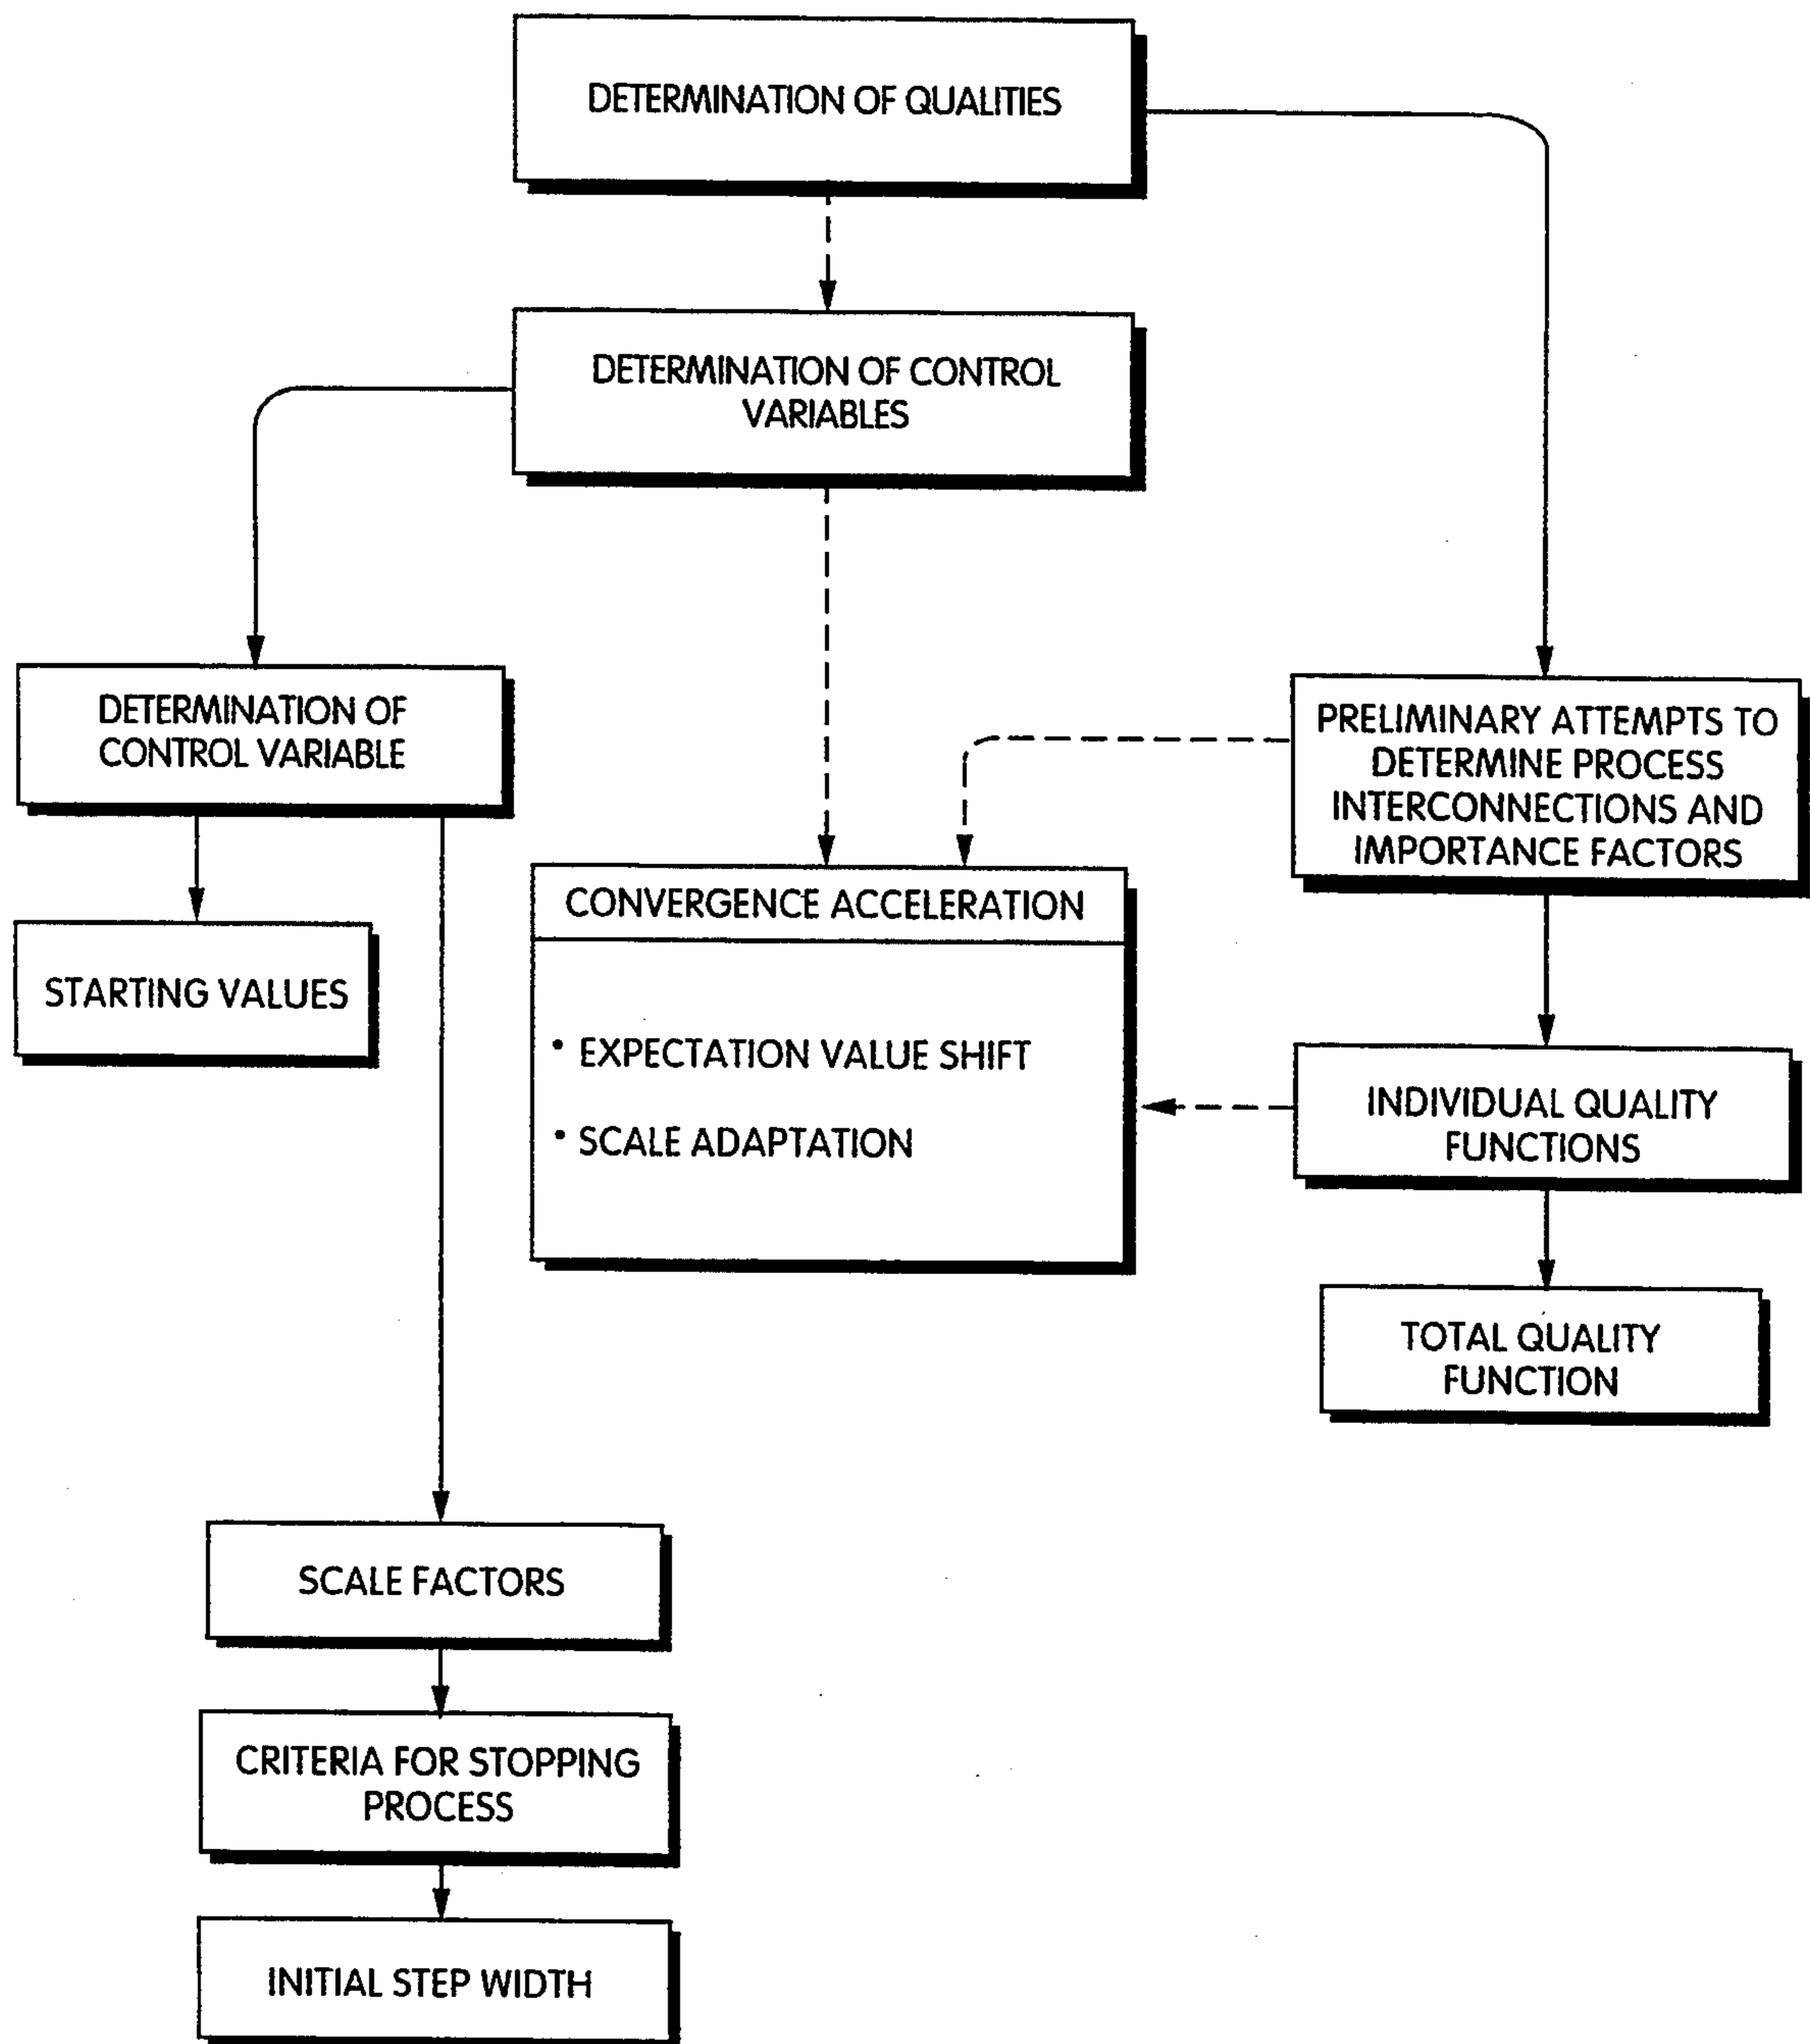 DETERMINATION OF QUALITIES
DETERMINATION OF CONTROL
VARIABLES
DETERMINATION OF
CONTROL VARIABLE
PRELIMINARY ATTEMPTS TO
DETERMINE PROCESS
INTERCONNECTIONS AND
IMPORTANCE FACTORS
STARTING VALUES
CONVERGENCE ACCELERATION
• EXPECTATION VALUE SHIFT
• SCALE ADAPTATION
INDIVIDUAL QUALITY
FUNCTIONS
TOTAL QUALITY
FUNCTION
SCALE FACTORS
CRITERIA FOR STOPPING
PROCESS
INITIAL STEP WIDTH